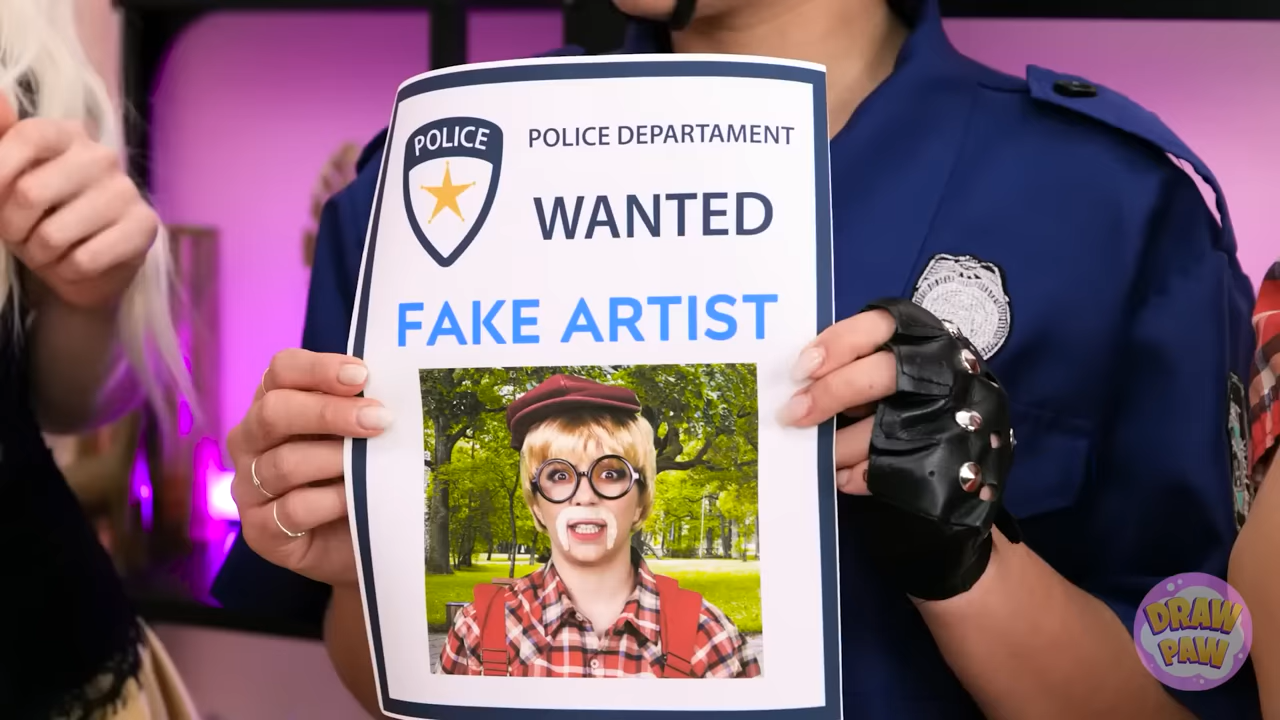 POLICE
POLICE DEPARTAMENT
WANTED
FAKE ARTIST
DRAW
PAW